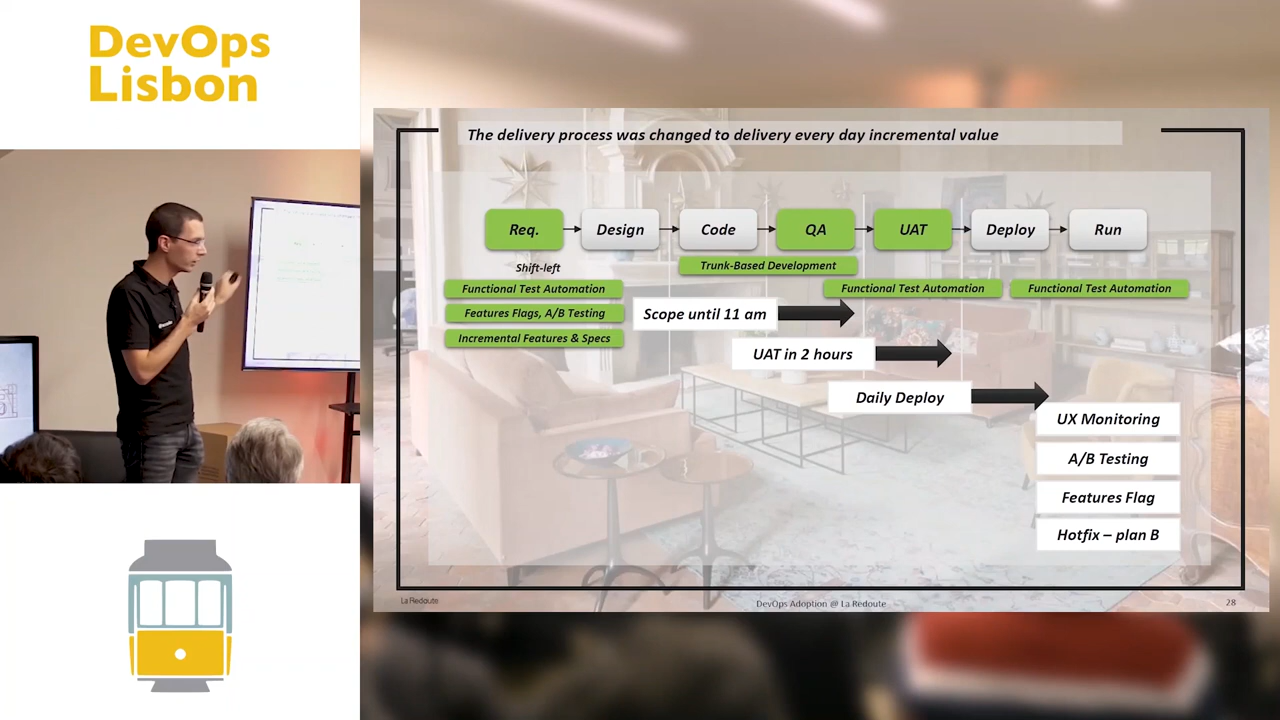 DevOps
Lisbon
The delivery process was changed to delivery every day incremental value
Req.
Design
Code
QA
UAT
Deploy
Run
Shift-left
Trunk-Based Development
Functional Test Automation
Functional Test Automation
Functional Test Automation
Features Flags, A/B Testing
Scope until 11 am
Incremental Features & Specs
UAT in 2 hours
Daily Deploy
UX Monitoring
A/B Testing
Features Flag
Hotfix – plan B
La Redoute
DevOps Adoption @ La Redoute
28